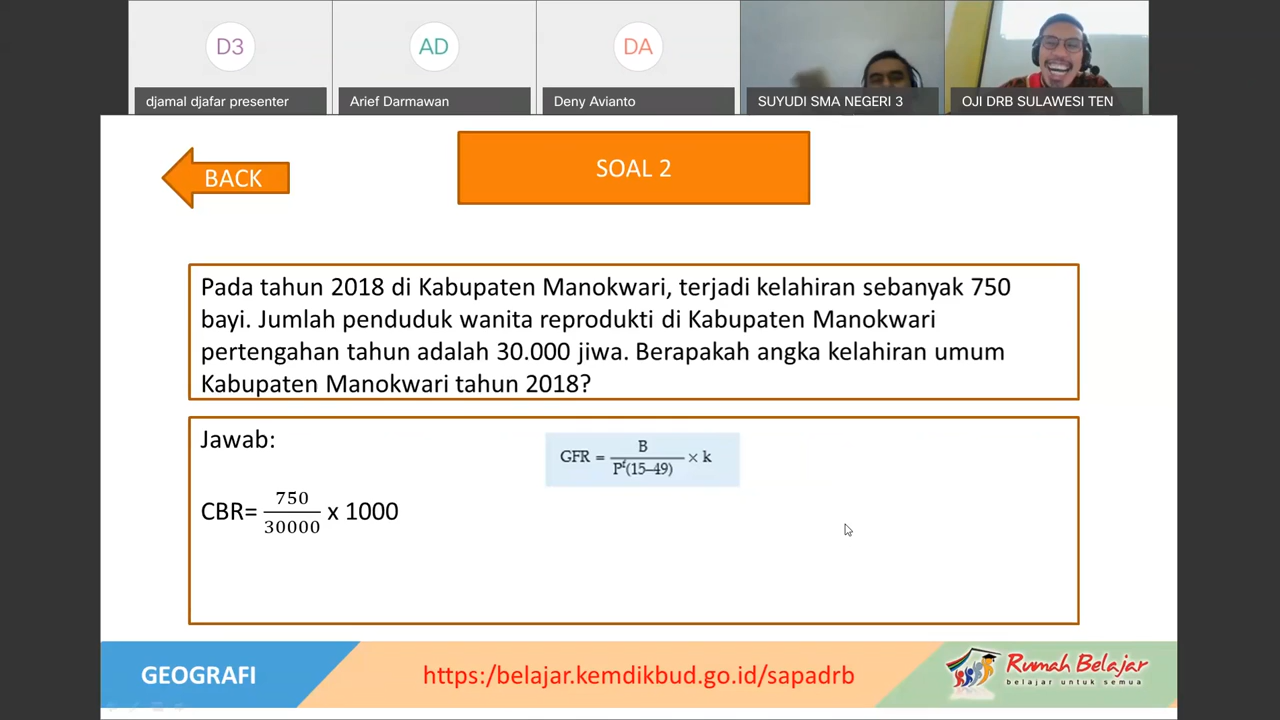 D3
AD
DA
djamal djafar presenter
Arief Darmawan
Deny Avianto
SUYUDI SMA NEGERI 3
OJI DRB SULAWESI TEN
BACK
SOAL 2
Pada tahun 2018 di Kabupaten Manokwari, terjadi kelahiran sebanyak 750
bayi. Jumlah penduduk wanita reprodukti di Kabupaten Manokwari
pertengahan tahun adalah 30.000 jiwa. Berapakah angka kelahiran umum
Kabupaten Manokwari tahun 2018?
Jawab:
GFR = B / Pᵗ(15–49) × k
CBR= 750 / 30000 x 1000
GEOGRAFI
https:/belajar.kemdikbud.go.id/sapadrb
Rumah Belajar
belajar untuk semua